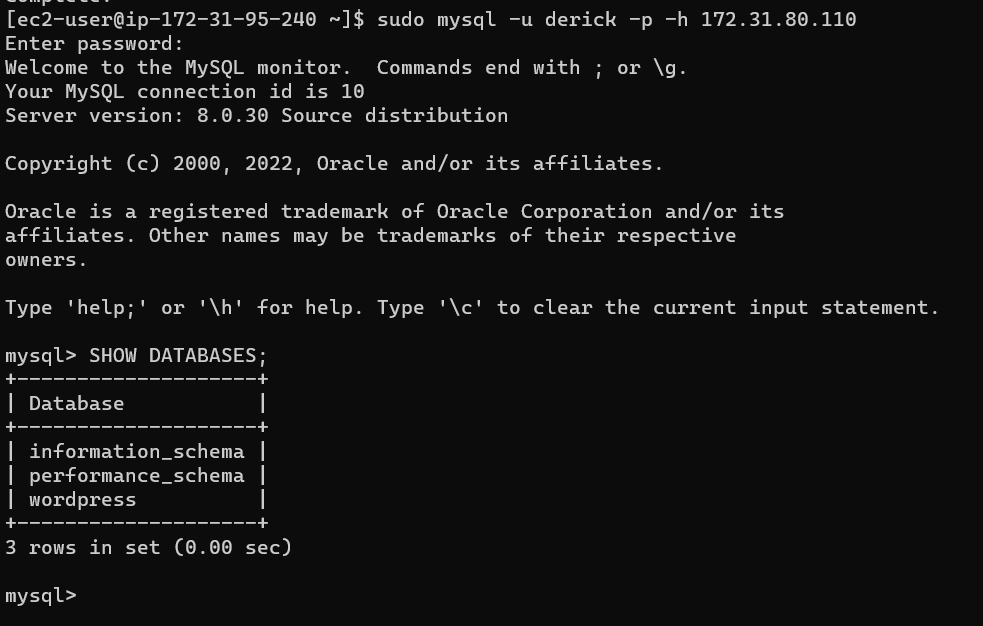 Complete!
[ec2-user@ip-172-31-95-240 ~]$ sudo mysql -u derick -p -h 172.31.80.110
Enter password:
Welcome to the MySQL monitor.  Commands end with ; or \g.
Your MySQL connection id is 10
Server version: 8.0.30 Source distribution

Copyright (c) 2000, 2022, Oracle and/or its affiliates.

Oracle is a registered trademark of Oracle Corporation and/or its
affiliates. Other names may be trademarks of their respective
owners.

Type 'help;' or '\h' for help. Type '\c' to clear the current input statement.

mysql> SHOW DATABASES;
+--------------------+
| Database           |
+--------------------+
| information_schema |
| performance_schema |
| wordpress          |
+--------------------+
3 rows in set (0.00 sec)

mysql>